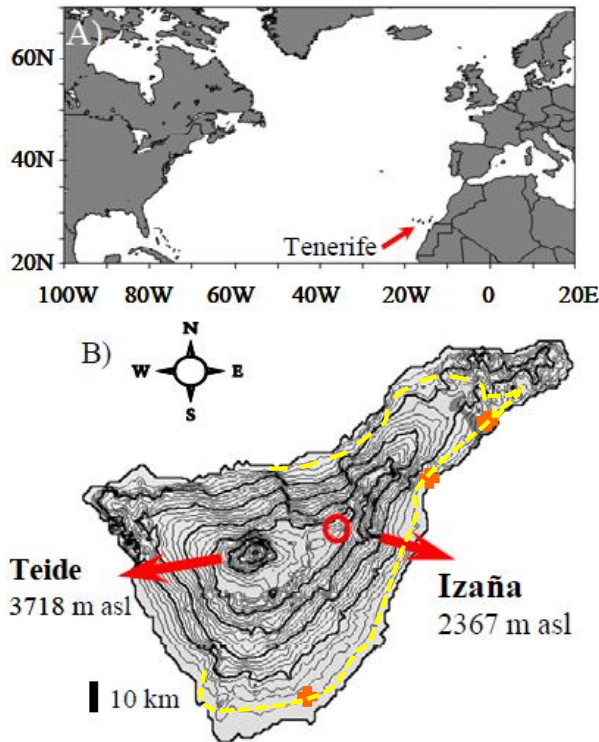 A)
60N
40N
20N
Tenerife
100W 80W 60W 40W 20W 0 20E
B)
N
W E
S
Teide
3718 m asl
Izaña
2367 m asl
10 km